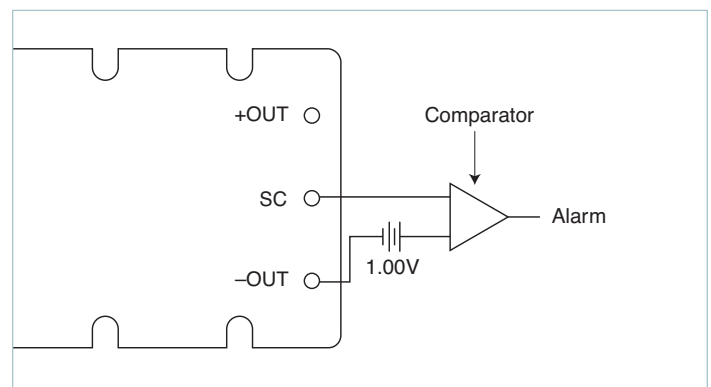 +OUT
Comparator
SC
Alarm
1.00V
–OUT